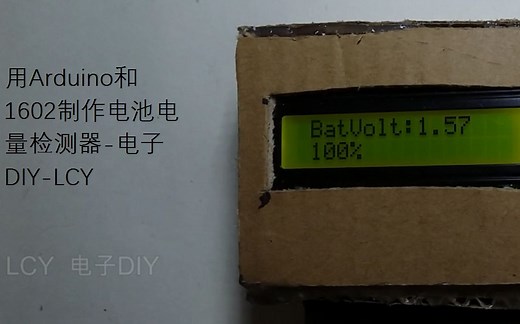 用Arduino和
1602制作电池电
量检测器-电子
DIY-LCY
LCY 电子DIY
BatVolt:1.57
100%